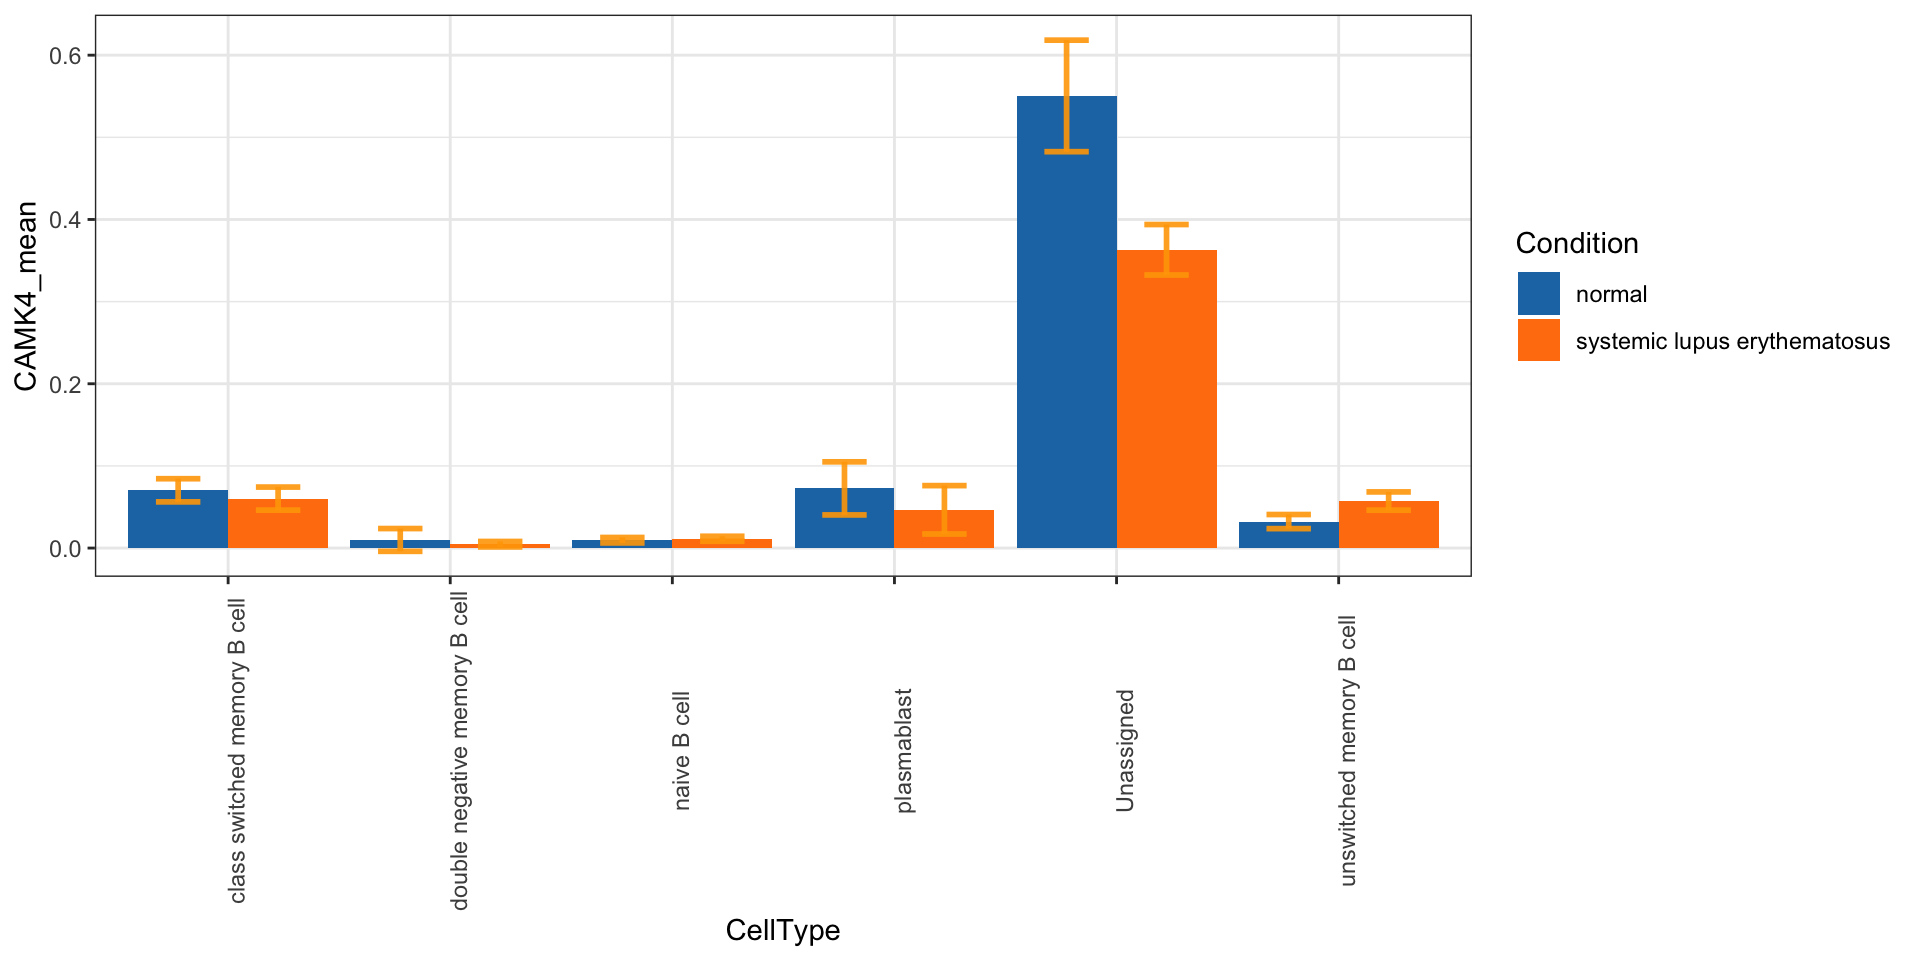 CAMK4_mean
0.6
0.4
0.2
0.0
class switched memory B cell
double negative memory B cell
naive B cell
plasmablast
Unassigned
unswitched memory B cell
CellType
Condition
normal
systemic lupus erythematosus